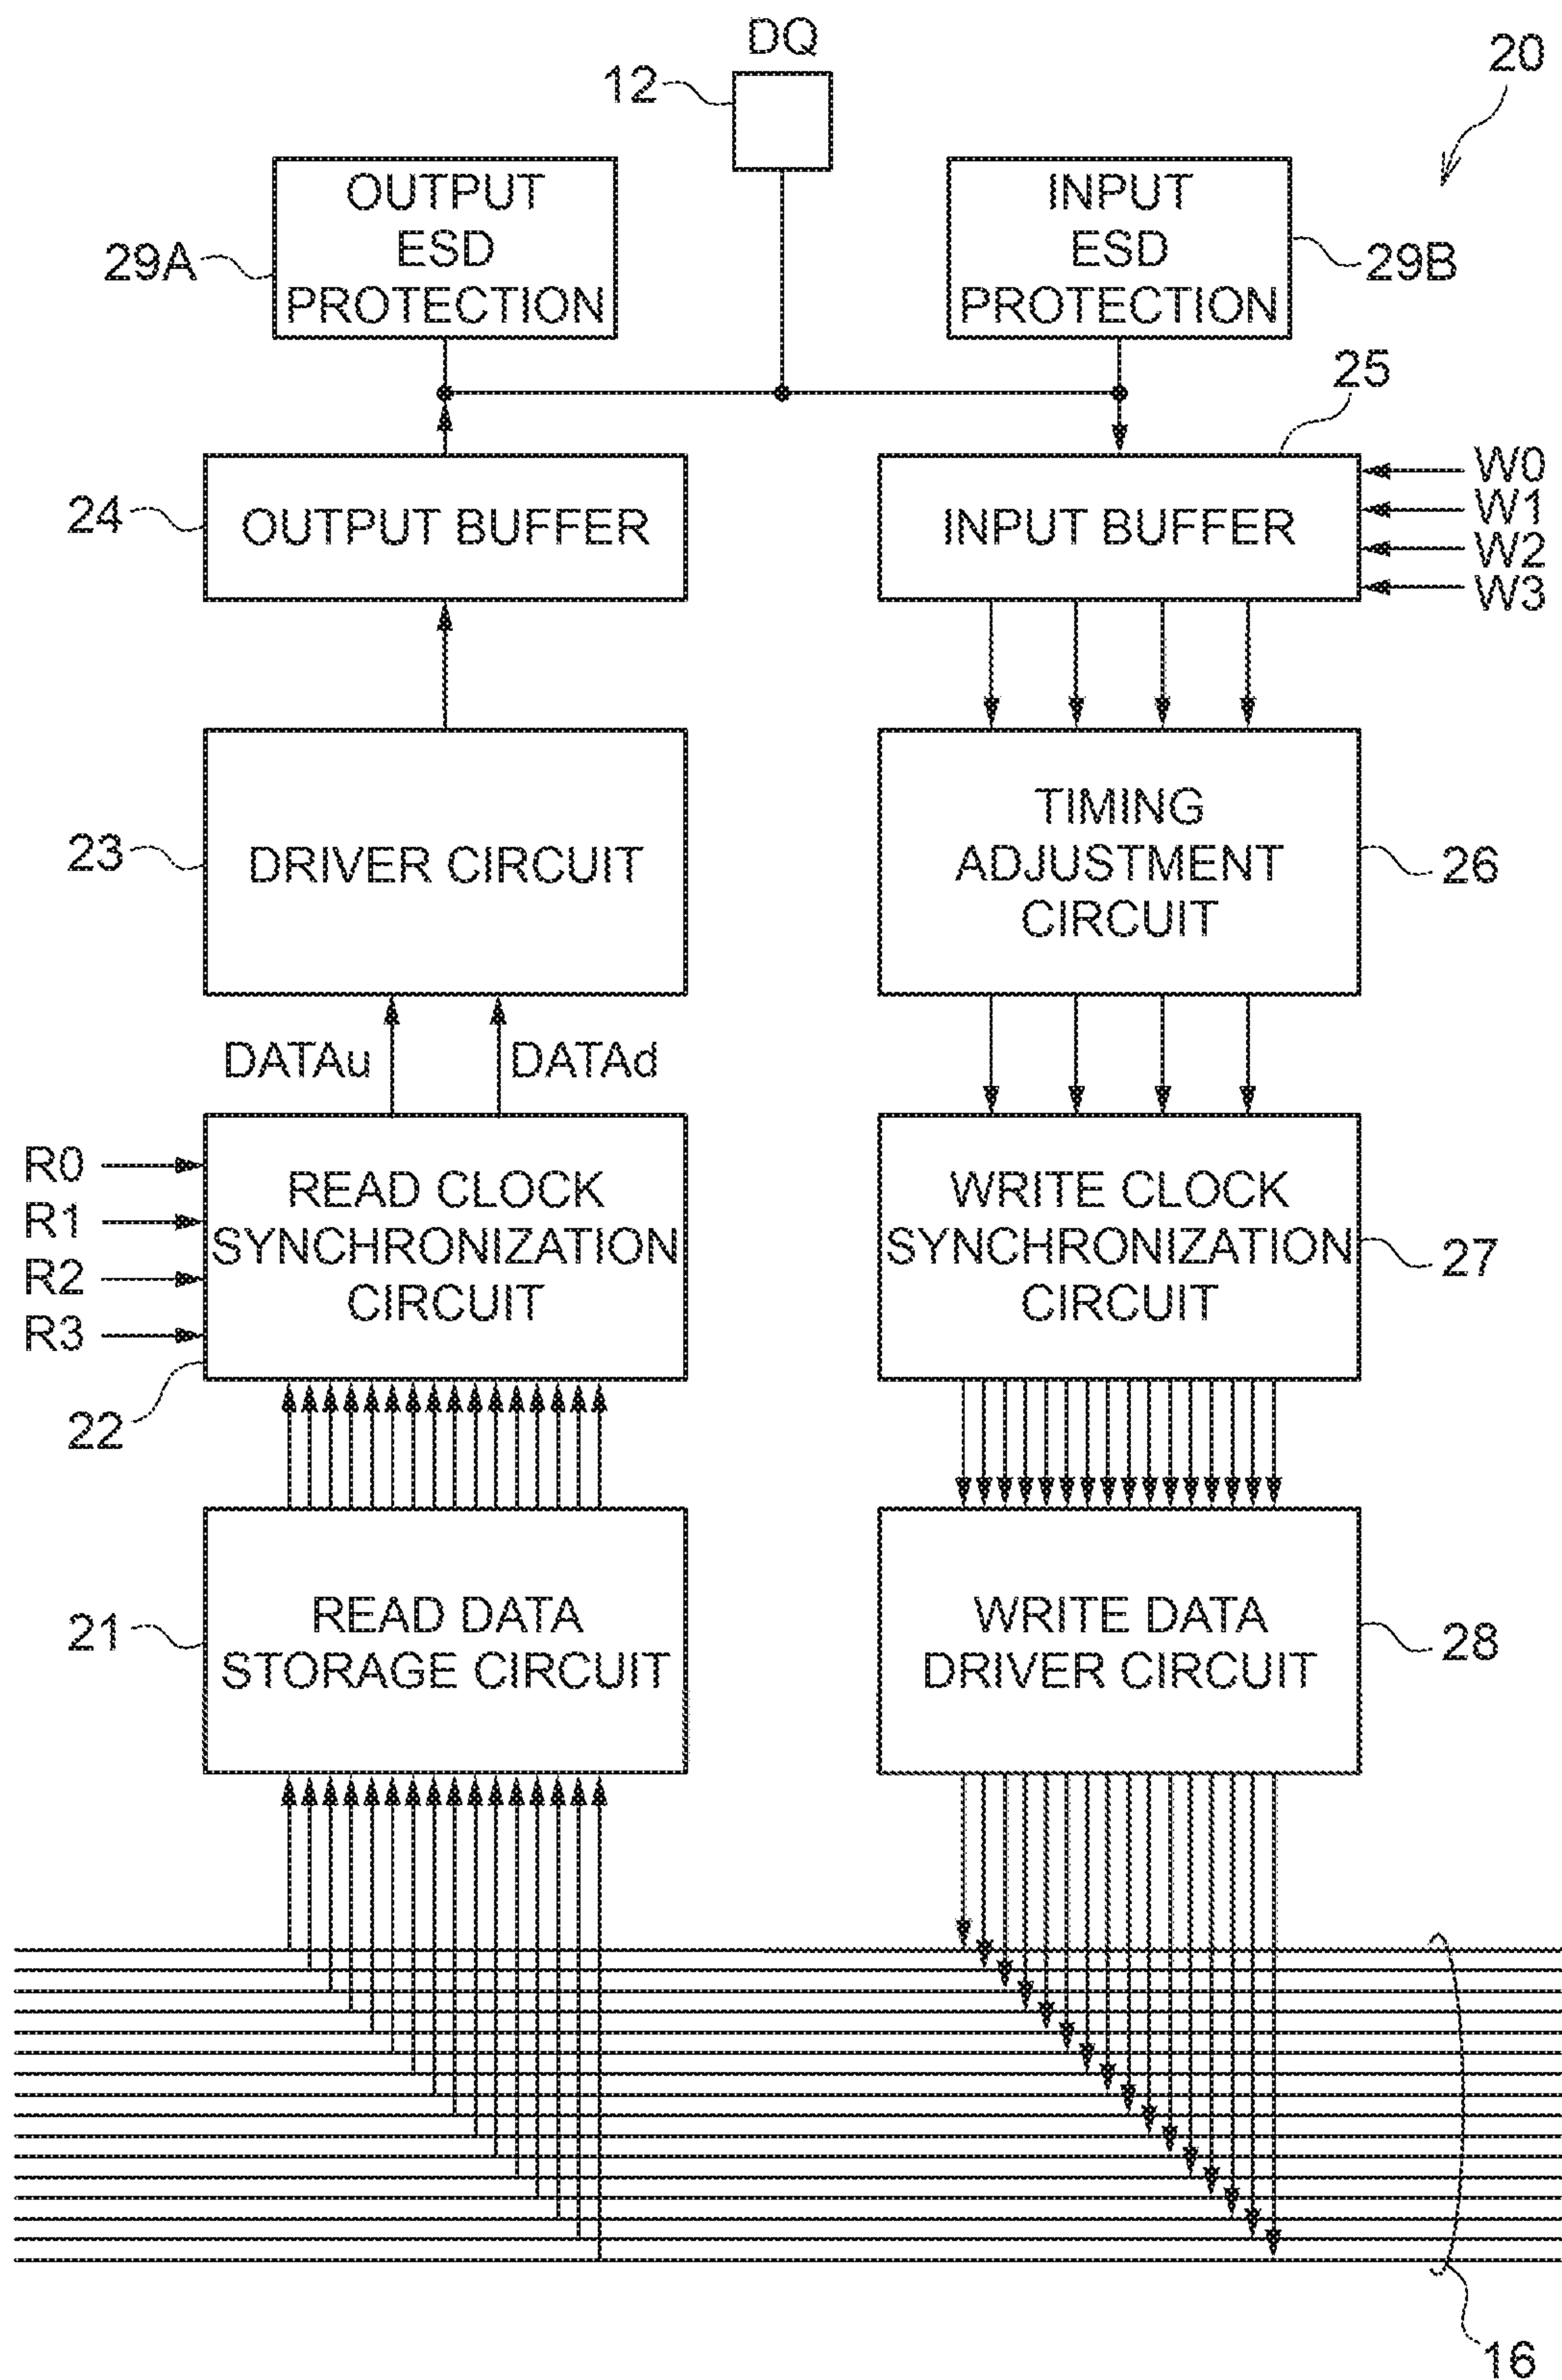 DQ
12
20
OUTPUT
ESD
PROTECTION
29A
INPUT
ESD
PROTECTION
29B
25
24
OUTPUT BUFFER
INPUT BUFFER
W0
W1
W2
W3
23
DRIVER CIRCUIT
TIMING
ADJUSTMENT
CIRCUIT
26
DATAu
DATAd
R0
R1
R2
R3
READ CLOCK
SYNCHRONIZATION
CIRCUIT
22
WRITE CLOCK
SYNCHRONIZATION
CIRCUIT
27
21
READ DATA
STORAGE CIRCUIT
WRITE DATA
DRIVER CIRCUIT
28
16